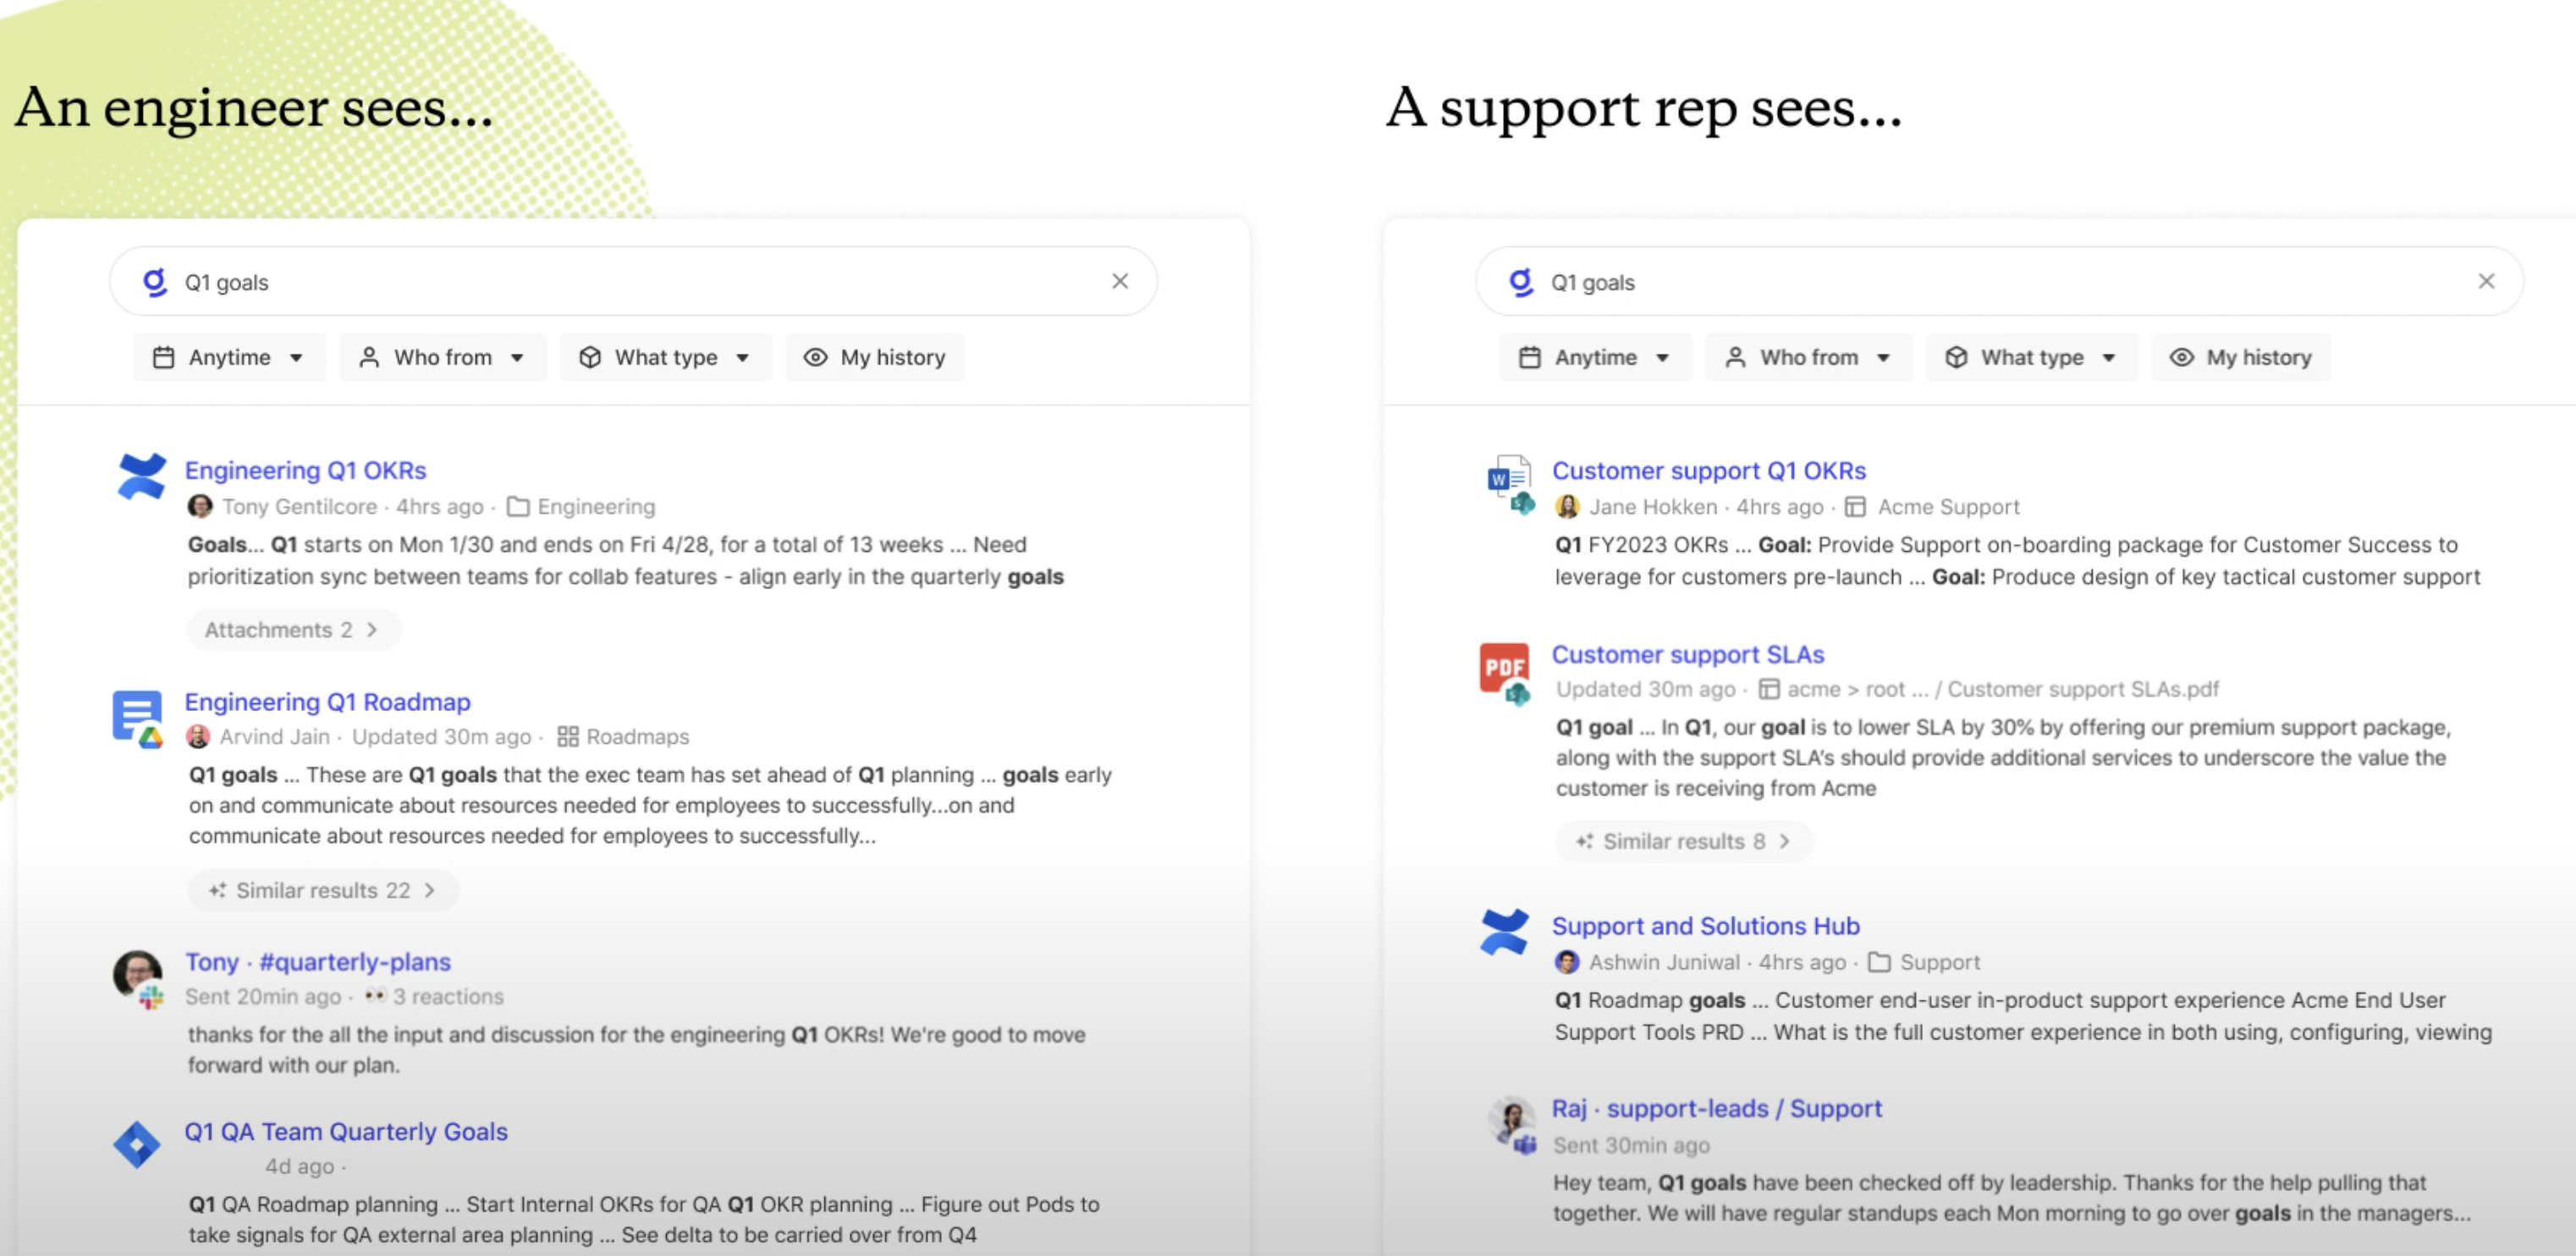 An engineer sees...
Q1 goals
Anytime
Who from
What type
My history
Engineering Q1 OKRs
Tony Gentilcore · 4hrs ago · Engineering
Goals... Q1 starts on Mon 1/30 and ends on Fri 4/28, for a total of 13 weeks ... Need
prioritization sync between teams for collab features - align early in the quarterly goals
Attachments 2
Engineering Q1 Roadmap
Arvind Jain · Updated 30m ago · Roadmaps
Q1 goals ... These are Q1 goals that the exec team has set ahead of Q1 planning ... goals early
on and communicate about resources needed for employees to successfully...on and
communicate about resources needed for employees to successfully...
Similar results 22
Tony · #quarterly-plans
Sent 20min ago · 👀 3 reactions
thanks for the all the input and discussion for the engineering Q1 OKRs! We're good to move
forward with our plan.
Q1 QA Team Quarterly Goals
4d ago ·
Q1 QA Roadmap planning ... Start Internal OKRs for QA Q1 OKR planning ... Figure out Pods to
take signals for QA external area planning ... See delta to be carried over from Q4
A support rep sees...
Q1 goals
Anytime
Who from
What type
My history
W
Customer support Q1 OKRs
Jane Hokken · 4hrs ago · Acme Support
Q1 FY2023 OKRs ... Goal: Provide Support on-boarding package for Customer Success to
leverage for customers pre-launch ... Goal: Produce design of key tactical customer support
PDF
Customer support SLAs
Updated 30m ago · acme > root ... / Customer support SLAs.pdf
Q1 goal ... In Q1, our goal is to lower SLA by 30% by offering our premium support package,
along with the support SLA's should provide additional services to underscore the value the
customer is receiving from Acme
Similar results 8
Support and Solutions Hub
Ashwin Juniwal · 4hrs ago · Support
Q1 Roadmap goals ... Customer end-user in-product support experience Acme End User
Support Tools PRD ... What is the full customer experience in both using, configuring, viewing
Raj · support-leads / Support
Sent 30min ago
Hey team, Q1 goals have been checked off by leadership. Thanks for the help pulling that
together. We will have regular standups each Mon morning to go over goals in the managers...